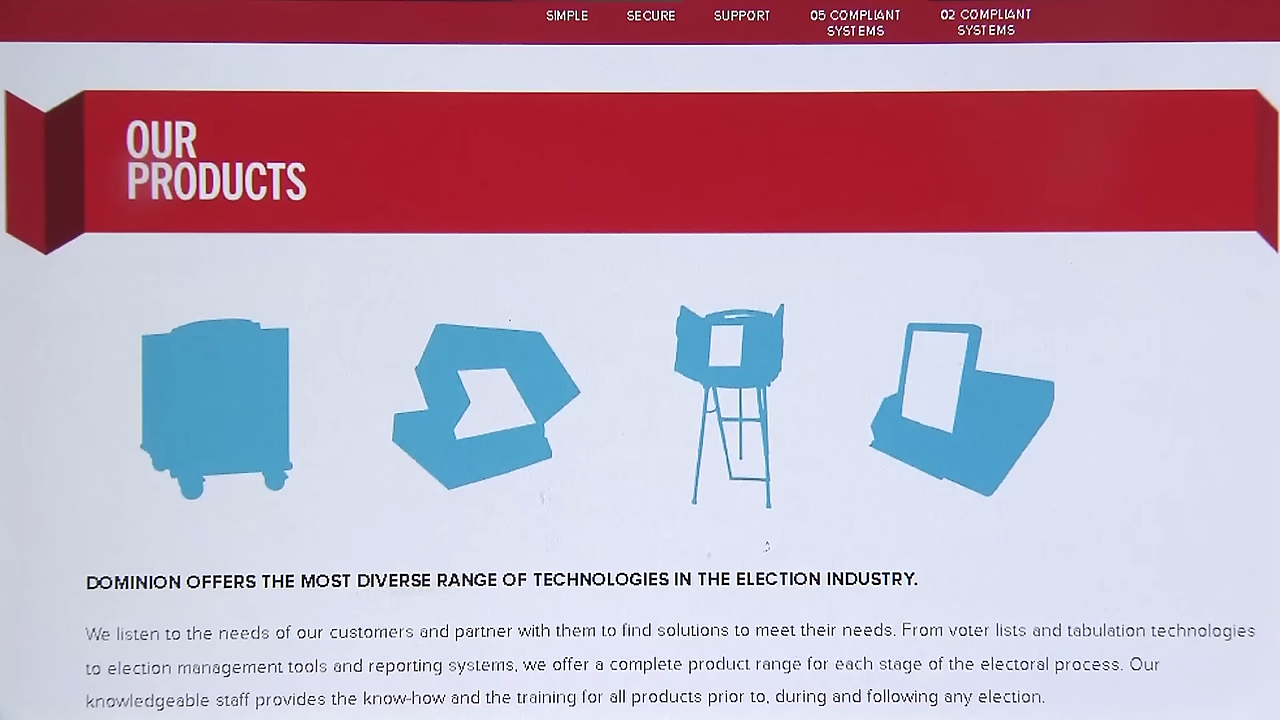 SIMPLE SECURE SUPPORT 05 COMPLIANT SYSTEMS 02 COMPLIANT SYSTEMS
OUR
PRODUCTS
DOMINION OFFERS THE MOST DIVERSE RANGE OF TECHNOLOGIES IN THE ELECTION INDUSTRY.
We listen to the needs of our customers and partner with them to find solutions to meet their needs. From voter lists and tabulation technologies
to election management tools and reporting systems, we offer a complete product range for each stage of the electoral process. Our
knowledgeable staff provides the know-how and the training for all products prior to, during and following any election.